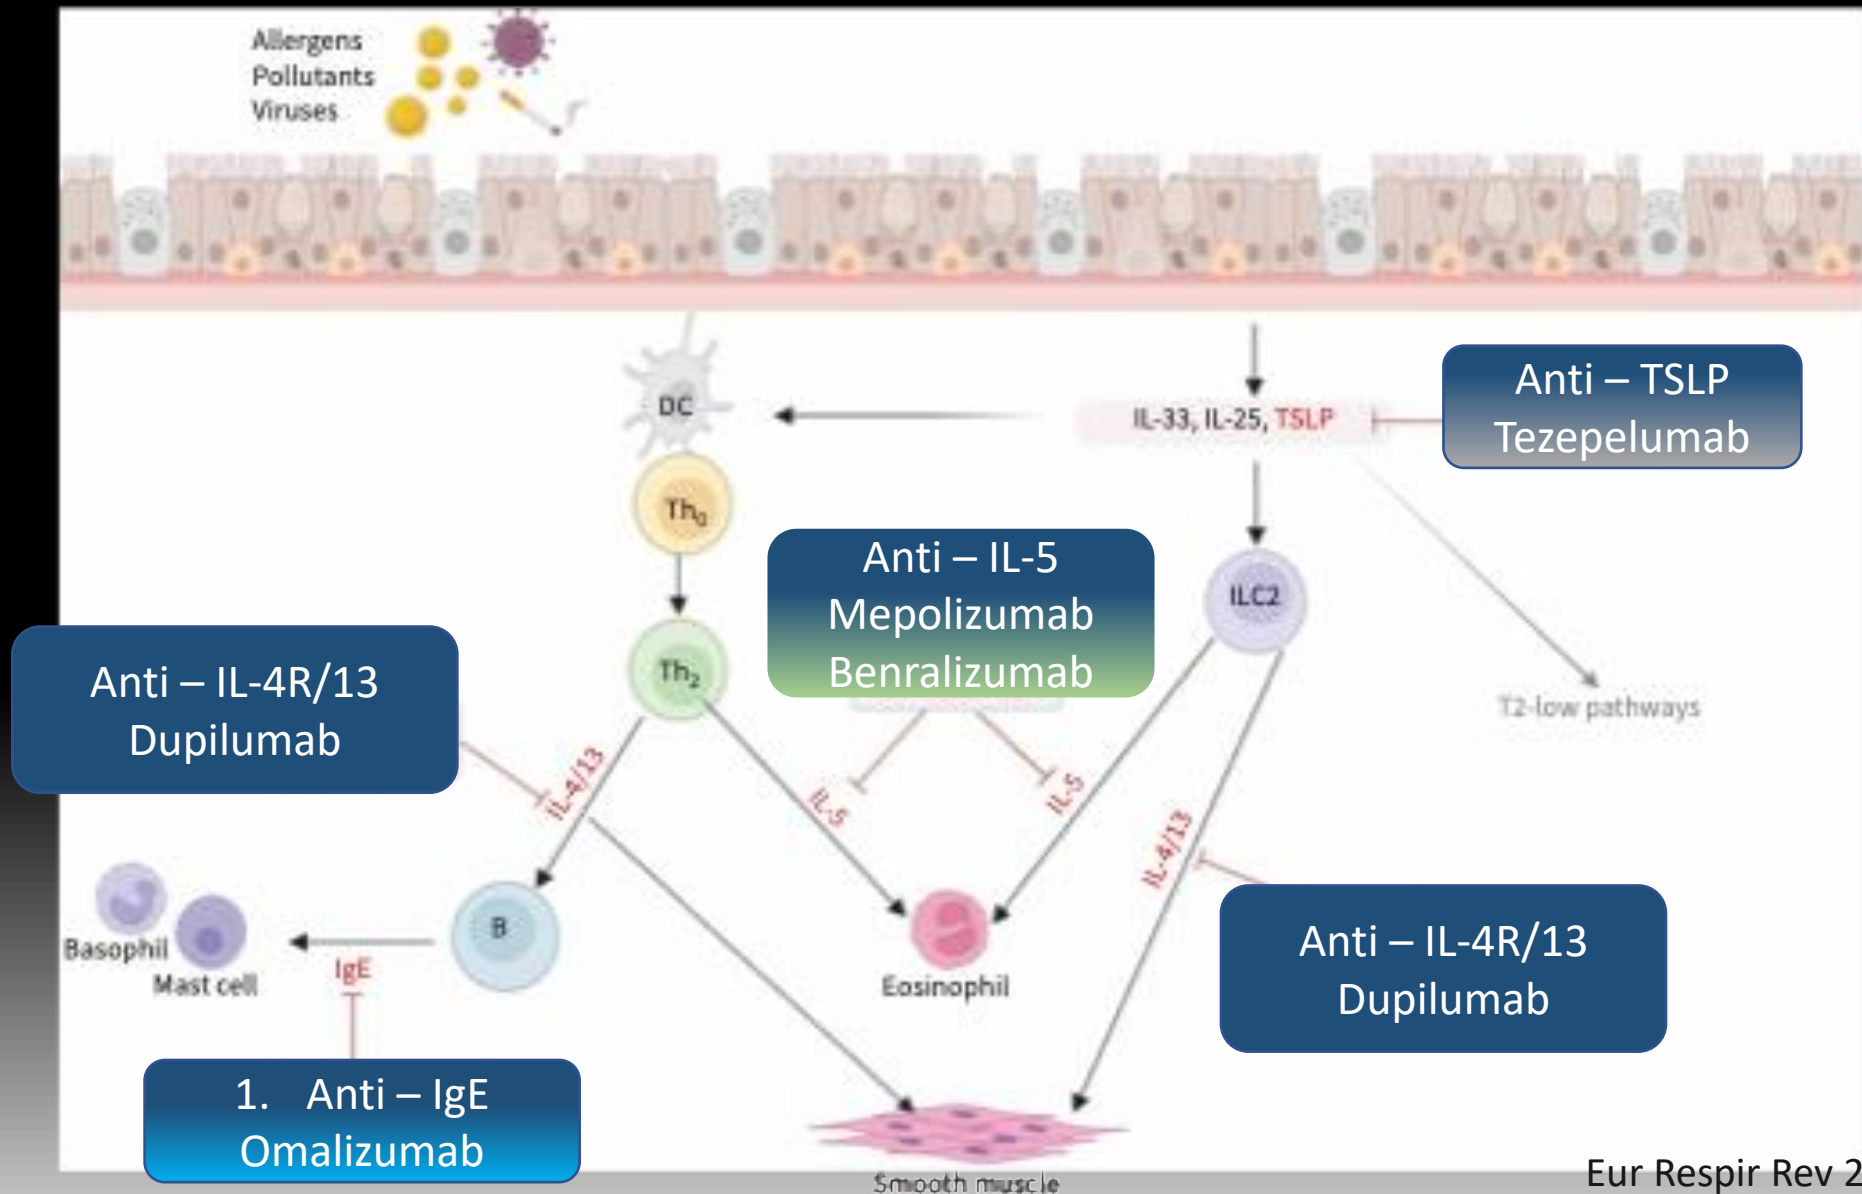 Allergens
Pollutants
Viruses
DC
IL-33, IL-25, TSLP
Anti – TSLP
Tezepelumab
Th₀
Anti – IL-5
Mepolizumab
Benralizumab
ILC2
Th₂
Anti – IL-4R/13
Dupilumab
T2-low pathways
IL-4/13
IL-5
IL-5
IL-4/13
B
Basophil
Mast cell
IgE
Eosinophil
Anti – IL-4R/13
Dupilumab
1. Anti – IgE
Omalizumab
Smooth muscle
Eur Respir Rev 2